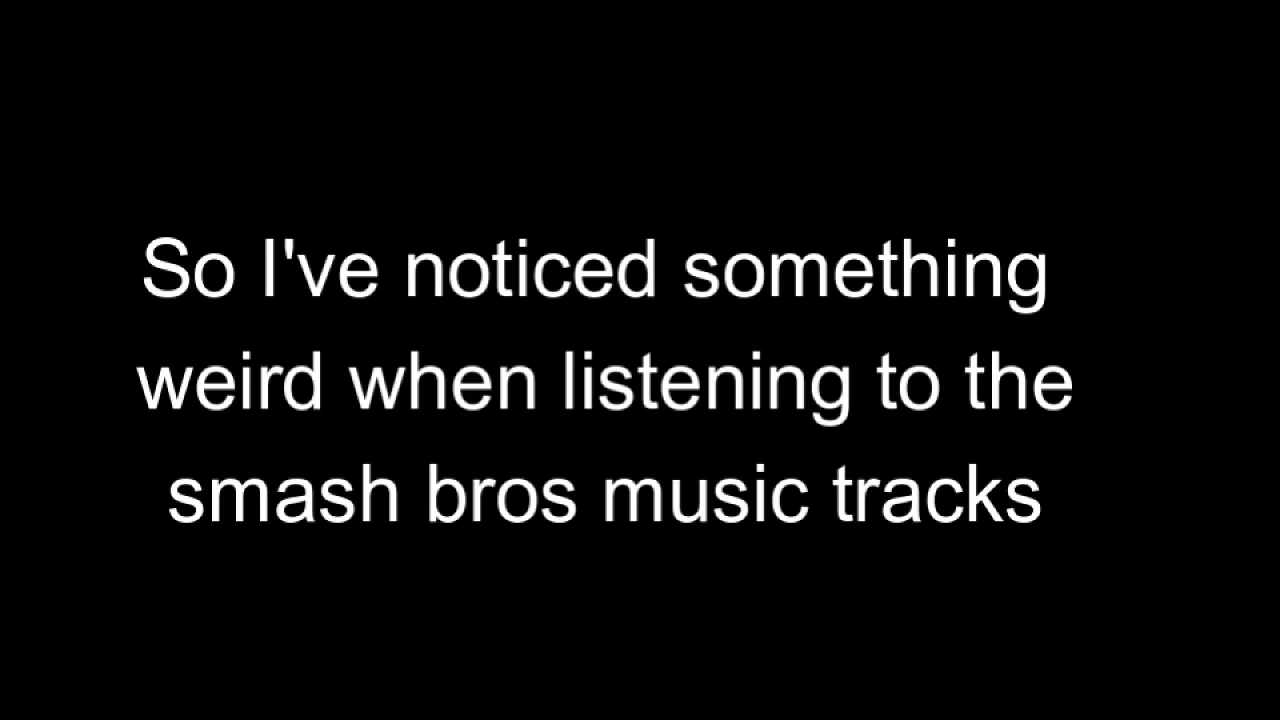 So I've noticed something
weird when listening to the
smash bros music tracks